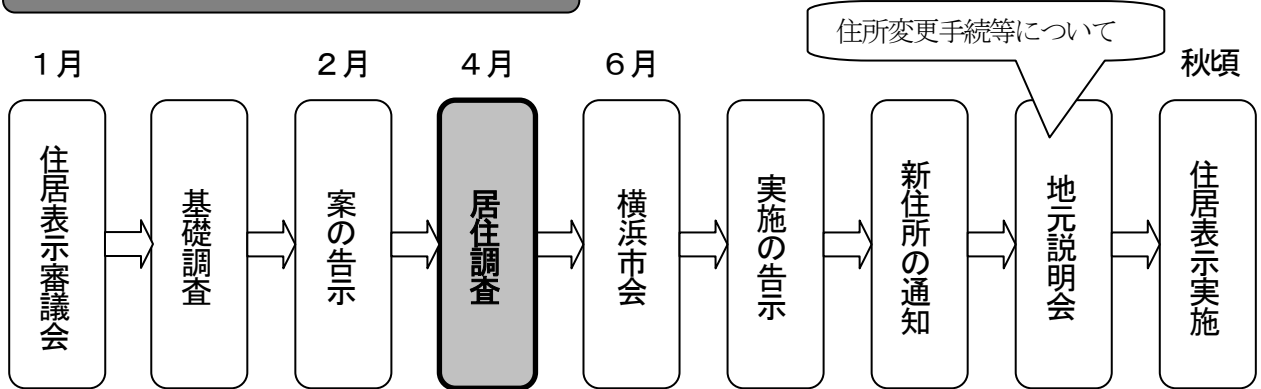 住所変更手続等について
1月
2月
4月
6月
秋頃
住居表示審議会
基礎調査
案の告示
居住調査
横浜市会
実施の告示
新住所の通知
地元説明会
住居表示実施